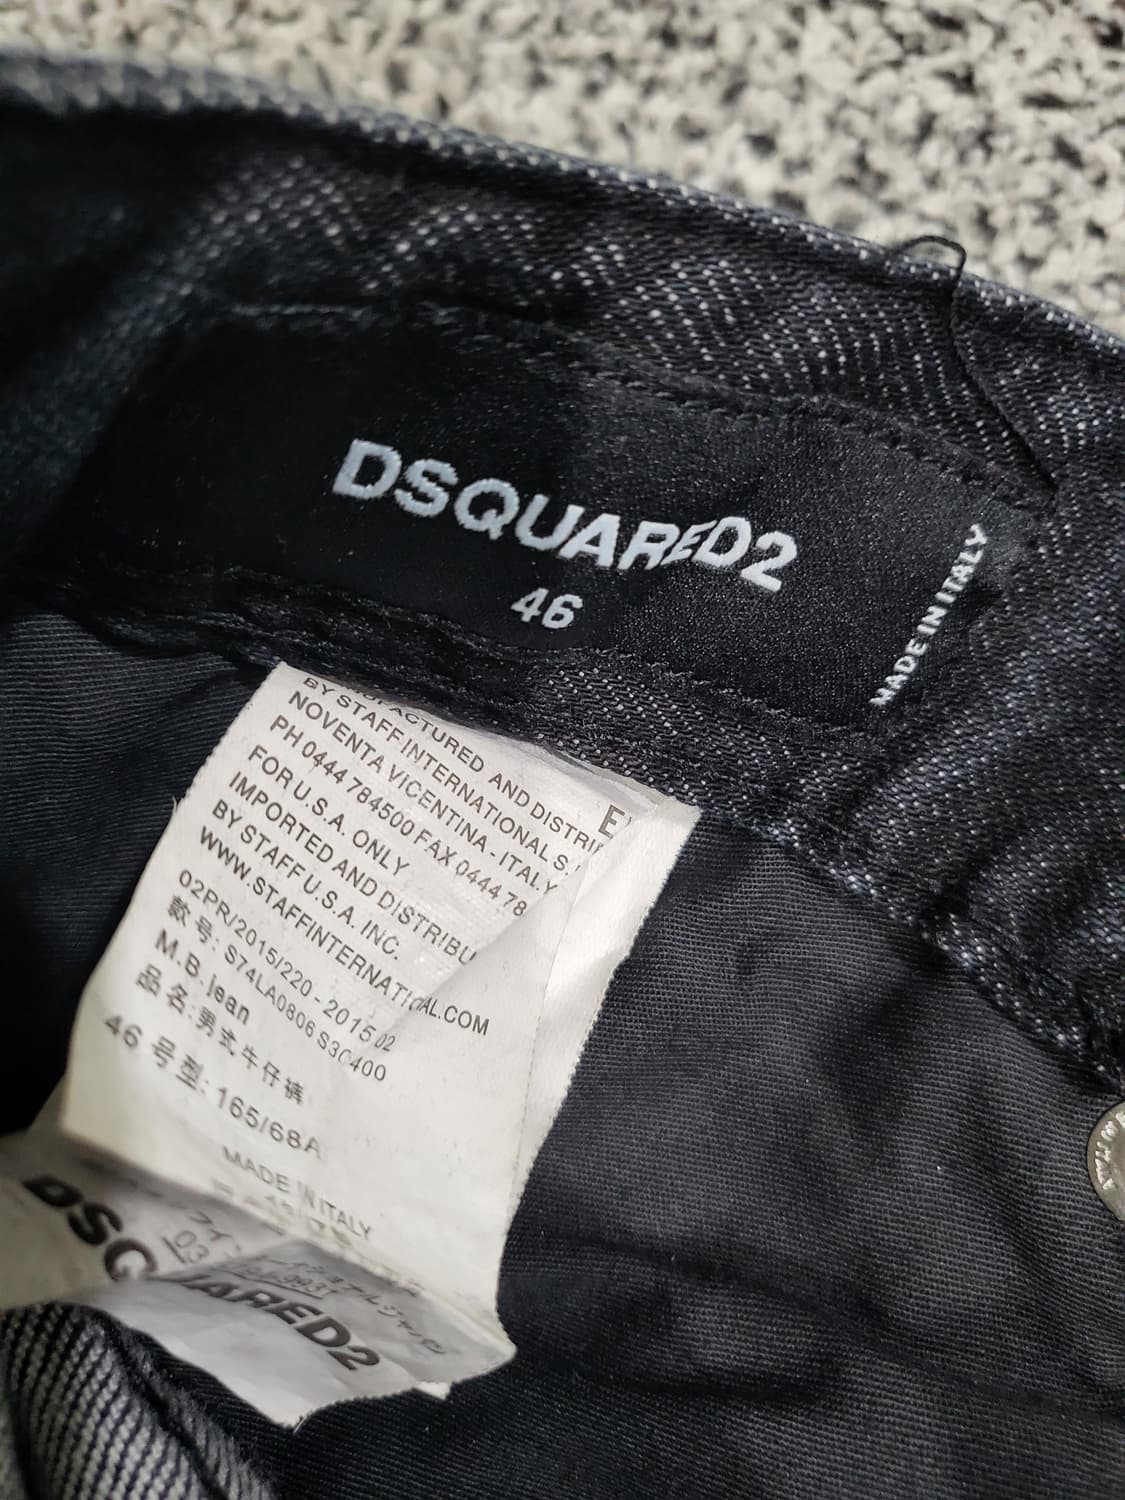 DSQUARED2
46
MADE IN ITALY
BY STAFF INTERNATIONAL S.
NOVENTA VICENTINA - ITALY
PH 0444 784500 FAX 0444 78
FOR U.S.A. ONLY
IMPORTED AND DISTRIBU
BY STAFF U.S.A. INC.
WWW.STAFFINTERNATIONAL.COM
02PR/2015/220 - 2015 02
款号: S74LA0806 S30400
M.B.Jean
品名:男式牛仔裤
46 号型: 165/68A
MADE IN ITALY
DSQUARED2